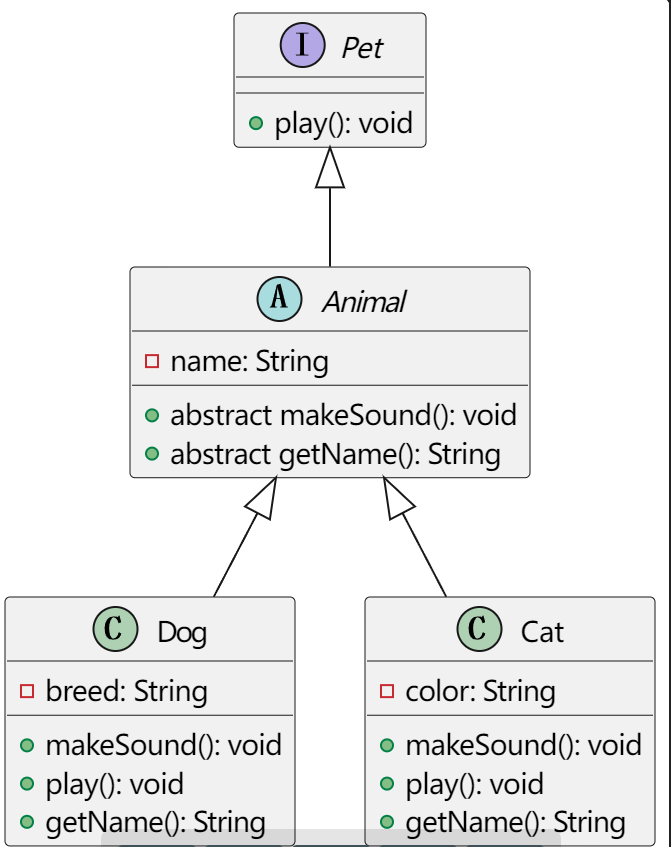 I Pet
play(): void
A Animal
name: String
abstract makeSound(): void
abstract getName(): String
C Dog
breed: String
makeSound(): void
play(): void
getName(): String
C Cat
color: String
makeSound(): void
play(): void
getName(): String